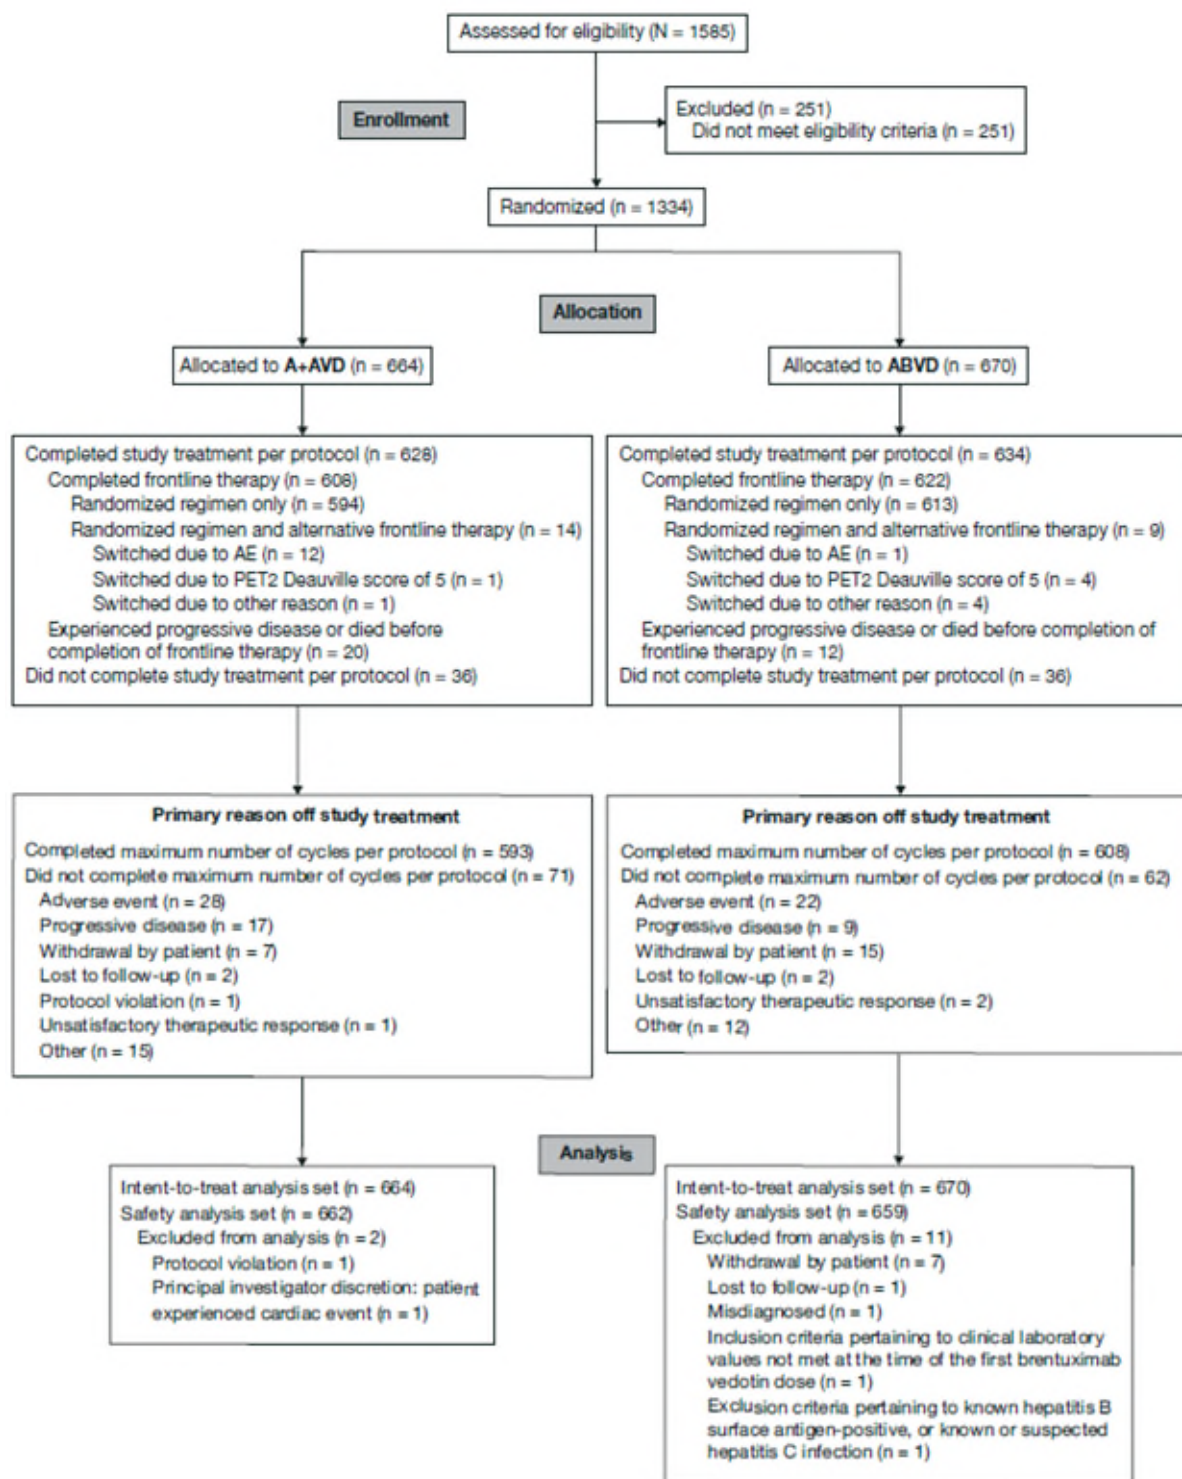 Assessed for eligibility (N = 1585)
Enrollment
Excluded (n = 251)
Did not meet eligibility criteria (n = 251)
Randomized (n = 1334)
Allocation
Allocated to A+AVD (n = 664)
Completed study treatment per protocol (n = 628)
Completed frontline therapy (n = 608)
Randomized regimen only (n = 594)
Randomized regimen and alternative frontline therapy (n = 14)
Switched due to AE (n = 12)
Switched due to PET2 Deauville score of 5 (n = 1)
Switched due to other reason (n = 1)
Experienced progressive disease or died before
completion of frontline therapy (n = 20)
Did not complete study treatment per protocol (n = 36)
Allocated to ABVD (n = 670)
Completed study treatment per protocol (n = 634)
Completed frontline therapy (n = 622)
Randomized regimen only (n = 613)
Randomized regimen and alternative frontline therapy (n = 9)
Switched due to AE (n = 1)
Switched due to PET2 Deauville score of 5 (n = 4)
Switched due to other reason (n = 4)
Experienced progressive disease or died before completion of
frontline therapy (n = 12)
Did not complete study treatment per protocol (n = 36)
Primary reason off study treatment
Completed maximum number of cycles per protocol (n = 593)
Did not complete maximum number of cycles per protocol (n = 71)
Adverse event (n = 28)
Progressive disease (n = 17)
Withdrawal by patient (n = 7)
Lost to follow-up (n = 2)
Protocol violation (n = 1)
Unsatisfactory therapeutic response (n = 1)
Other (n = 15)
Primary reason off study treatment
Completed maximum number of cycles per protocol (n = 608)
Did not complete maximum number of cycles per protocol (n = 62)
Adverse event (n = 22)
Progressive disease (n = 9)
Withdrawal by patient (n = 15)
Lost to follow-up (n = 2)
Unsatisfactory therapeutic response (n = 2)
Other (n = 12)
Analysis
Intent-to-treat analysis set (n = 664)
Safety analysis set (n = 662)
Excluded from analysis (n = 2)
Protocol violation (n = 1)
Principal investigator discretion: patient
experienced cardiac event (n = 1)
Intent-to-treat analysis set (n = 670)
Safety analysis set (n = 659)
Excluded from analysis (n = 11)
Withdrawal by patient (n = 7)
Lost to follow-up (n = 1)
Misdiagnosed (n = 1)
Inclusion criteria pertaining to clinical laboratory
values not met at the time of the first brentuximab
vedotin dose (n = 1)
Exclusion criteria pertaining to known hepatitis B
surface antigen-positive, or known or suspected
hepatitis C infection (n = 1)